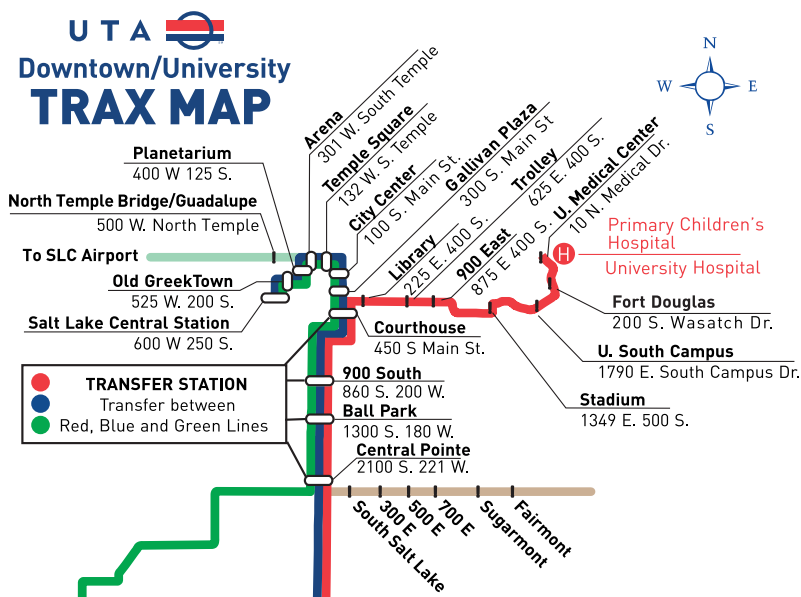 UTA
Downtown/University
TRAX MAP
N
W
E
S
Arena
301 W. South Temple
Temple Square
132 W. S. Temple
City Center
100 S. Main St.
Gallivan Plaza
300 S. Main St
Library
225 E. 400 S.
Trolley
625 E. 400 S.
900 East
875 E 400 S.
U. Medical Center
10 N. Medical Dr.
Planetarium
400 W 125 S.
North Temple Bridge/Guadalupe
500 W. North Temple
To SLC Airport
Old GreekTown
525 W. 200 S.
Salt Lake Central Station
600 W 250 S.
H
Primary Children's
Hospital
University Hospital
Fort Douglas
200 S. Wasatch Dr.
U. South Campus
1790 E. South Campus Dr.
Stadium
1349 E. 500 S.
Courthouse
450 S Main St.
900 South
860 S. 200 W.
Ball Park
1300 S. 180 W.
Central Pointe
2100 S. 221 W.
TRANSFER STATION
Transfer between
Red, Blue and Green Lines
South Salt Lake
300 E
500 E
700 E
Sugarmont
Fairmont